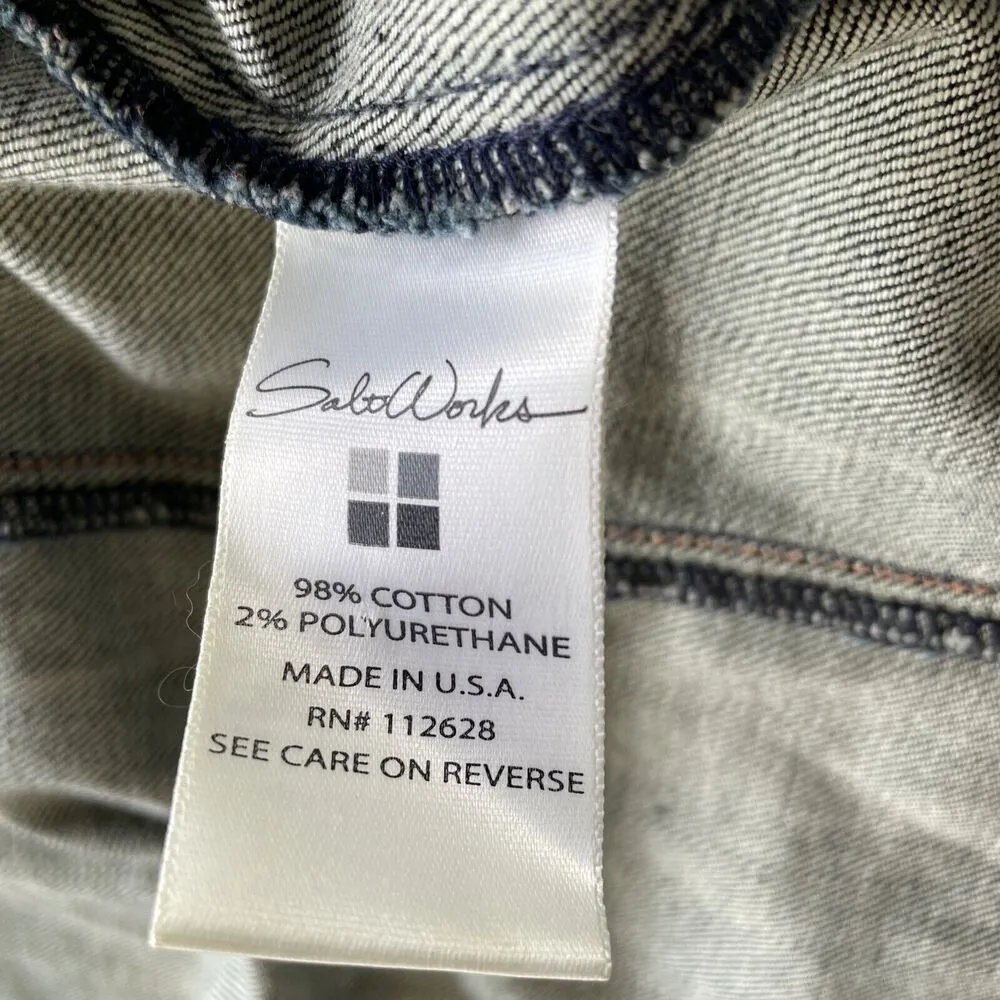 SaltWorks
98% COTTON
2% POLYURETHANE
MADE IN U.S.A.
RN# 112628
SEE CARE ON REVERSE